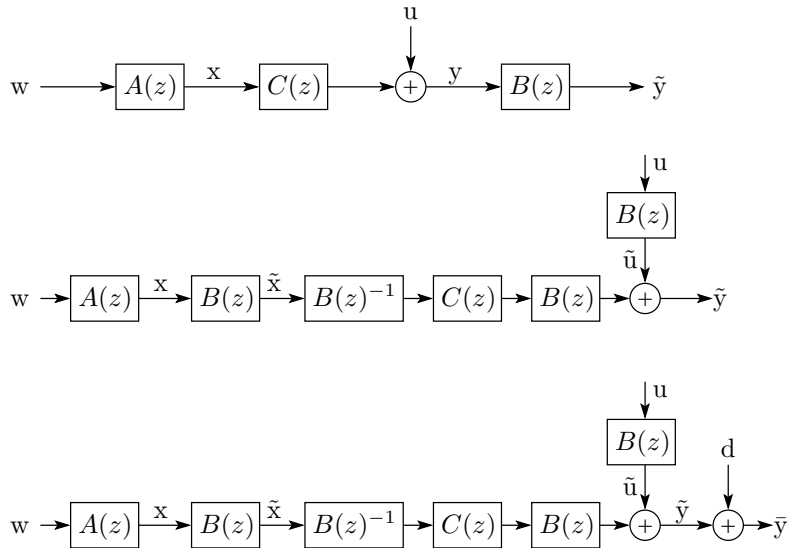 u
w A(z) x C(z) + y B(z) ỹ
u
B(z)
ũ
w A(z) x B(z) x̃ B(z)⁻¹ C(z) B(z) + ỹ
u
B(z) d
ũ
w A(z) x B(z) x̃ B(z)⁻¹ C(z) B(z) + ỹ + ȳ